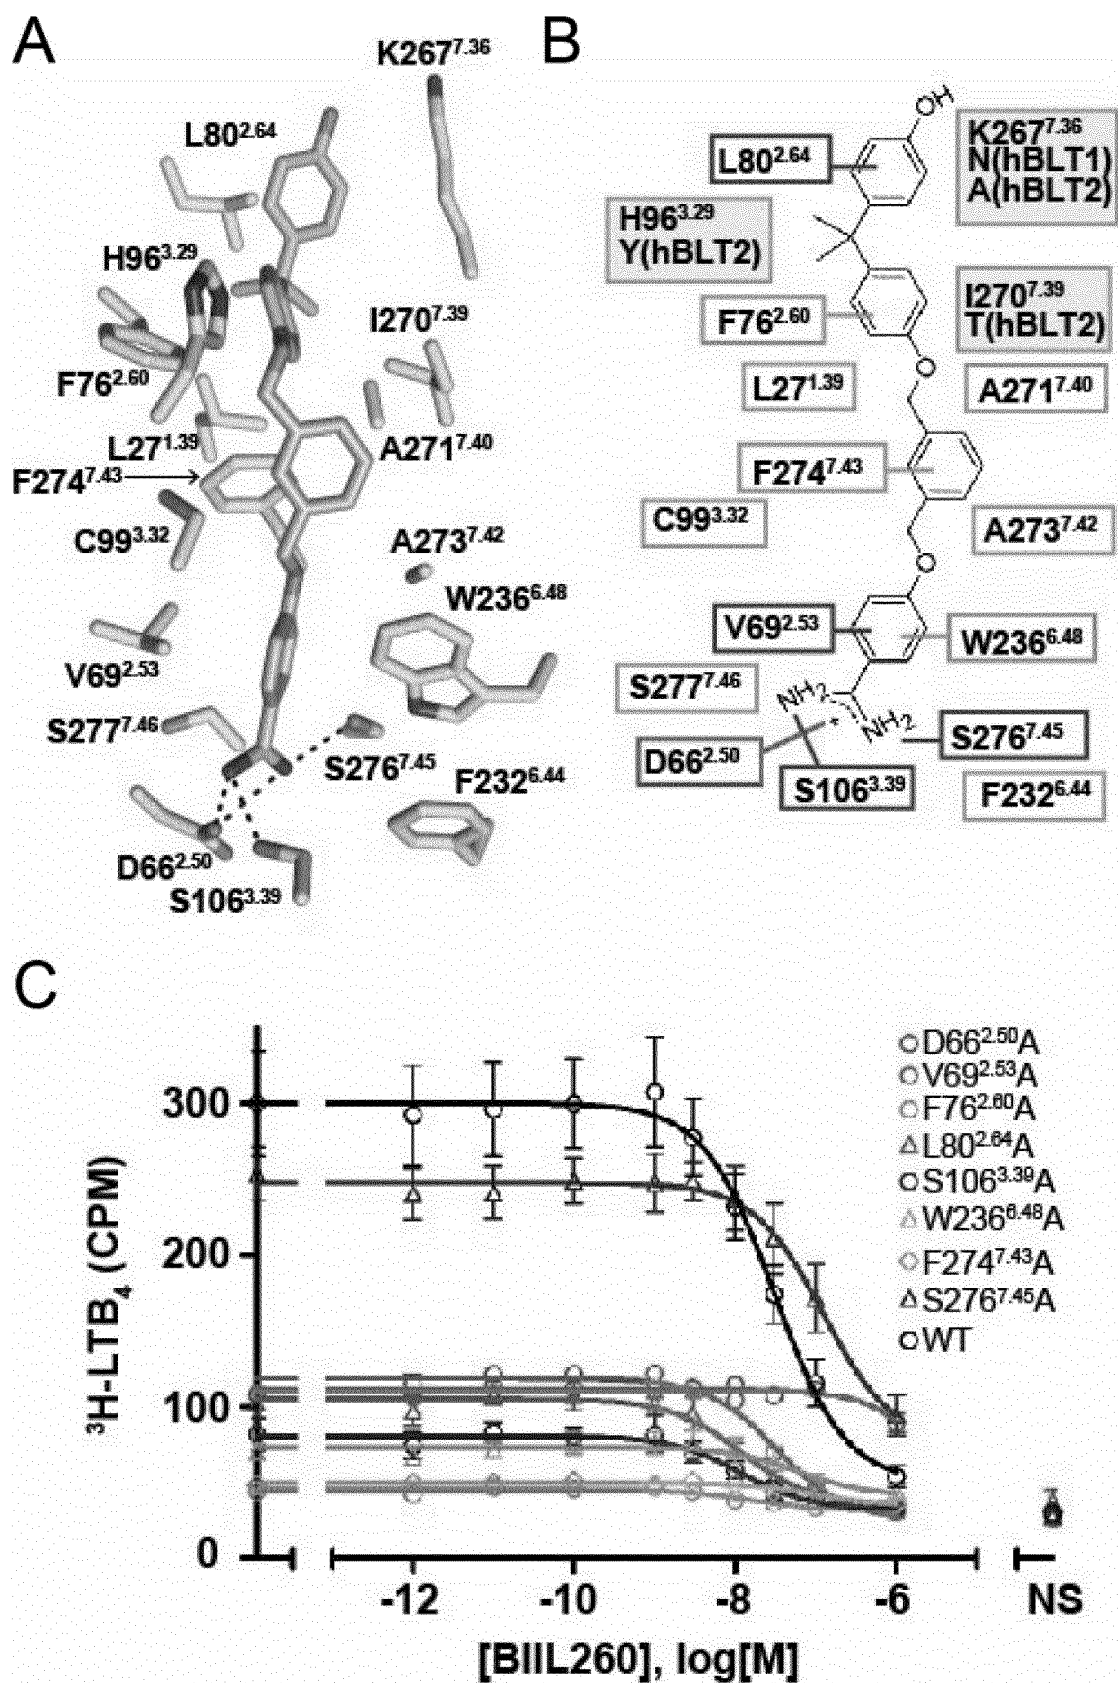 A
K267^7.36
L80^2.64
H96^3.29
I270^7.39
F76^2.60
L27^1.39
A271^7.40
F274^7.43
C99^3.32
A273^7.42
W236^6.48
V69^2.53
S277^7.46
S276^7.45
F232^6.44
D66^2.50
S106^3.39
B
OH
L80^2.64
K267^7.36
N(hBLT1)
A(hBLT2)
H96^3.29
Y(hBLT2)
I270^7.39
T(hBLT2)
F76^2.60
O
L27^1.39
A271^7.40
F274^7.43
C99^3.32
A273^7.42
O
V69^2.53
W236^6.48
S277^7.46
NH2
+
NH2
S276^7.45
D66^2.50
S106^3.39
F232^6.44
C
D66^2.50A
V69^2.53A
F76^2.60A
L80^2.64A
S106^3.39A
W236^6.48A
F274^7.43A
S276^7.45A
WT
300
200
100
0
³H-LTB₄ (CPM)
-12 -10 -8 -6 NS
[BIIL260], log[M]